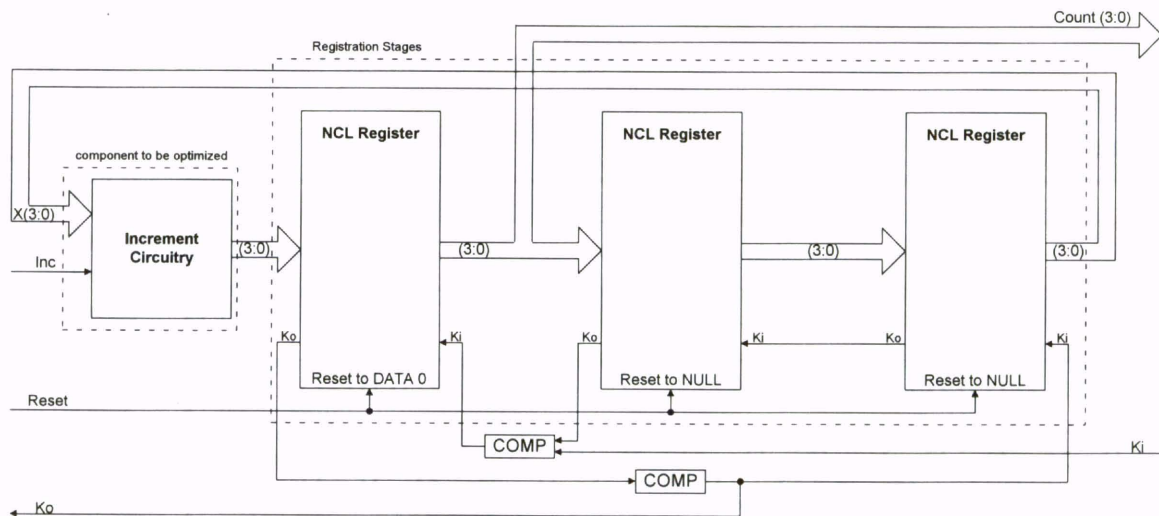 Count (3:0)
Registration Stages
NCL Register
NCL Register
NCL Register
component to be optimized
X(3:0)
Increment
Circuitry
(3:0)
(3:0)
(3:0)
(3:0)
Inc
Ko
Ki
Ko
Ki
Ko
Ki
Reset to DATA 0
Reset to NULL
Reset to NULL
Reset
COMP
Ki
COMP
Ko